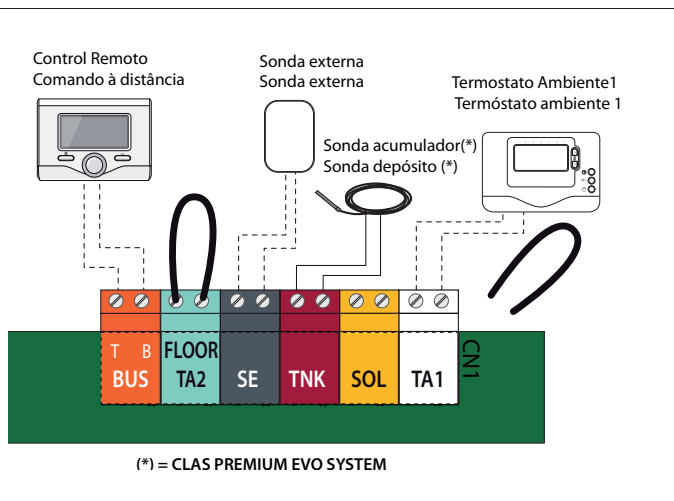 Control Remoto
Comando à distância
Sonda externa
Sonda externa
Termostato Ambiente1
Termóstato ambiente 1
Sonda acumulador(*)
Sonda depósito (*)
T B
BUS
FLOOR
TA2
SE
TNK
SOL
TA1
CN1
(*) = CLAS PREMIUM EVO SYSTEM